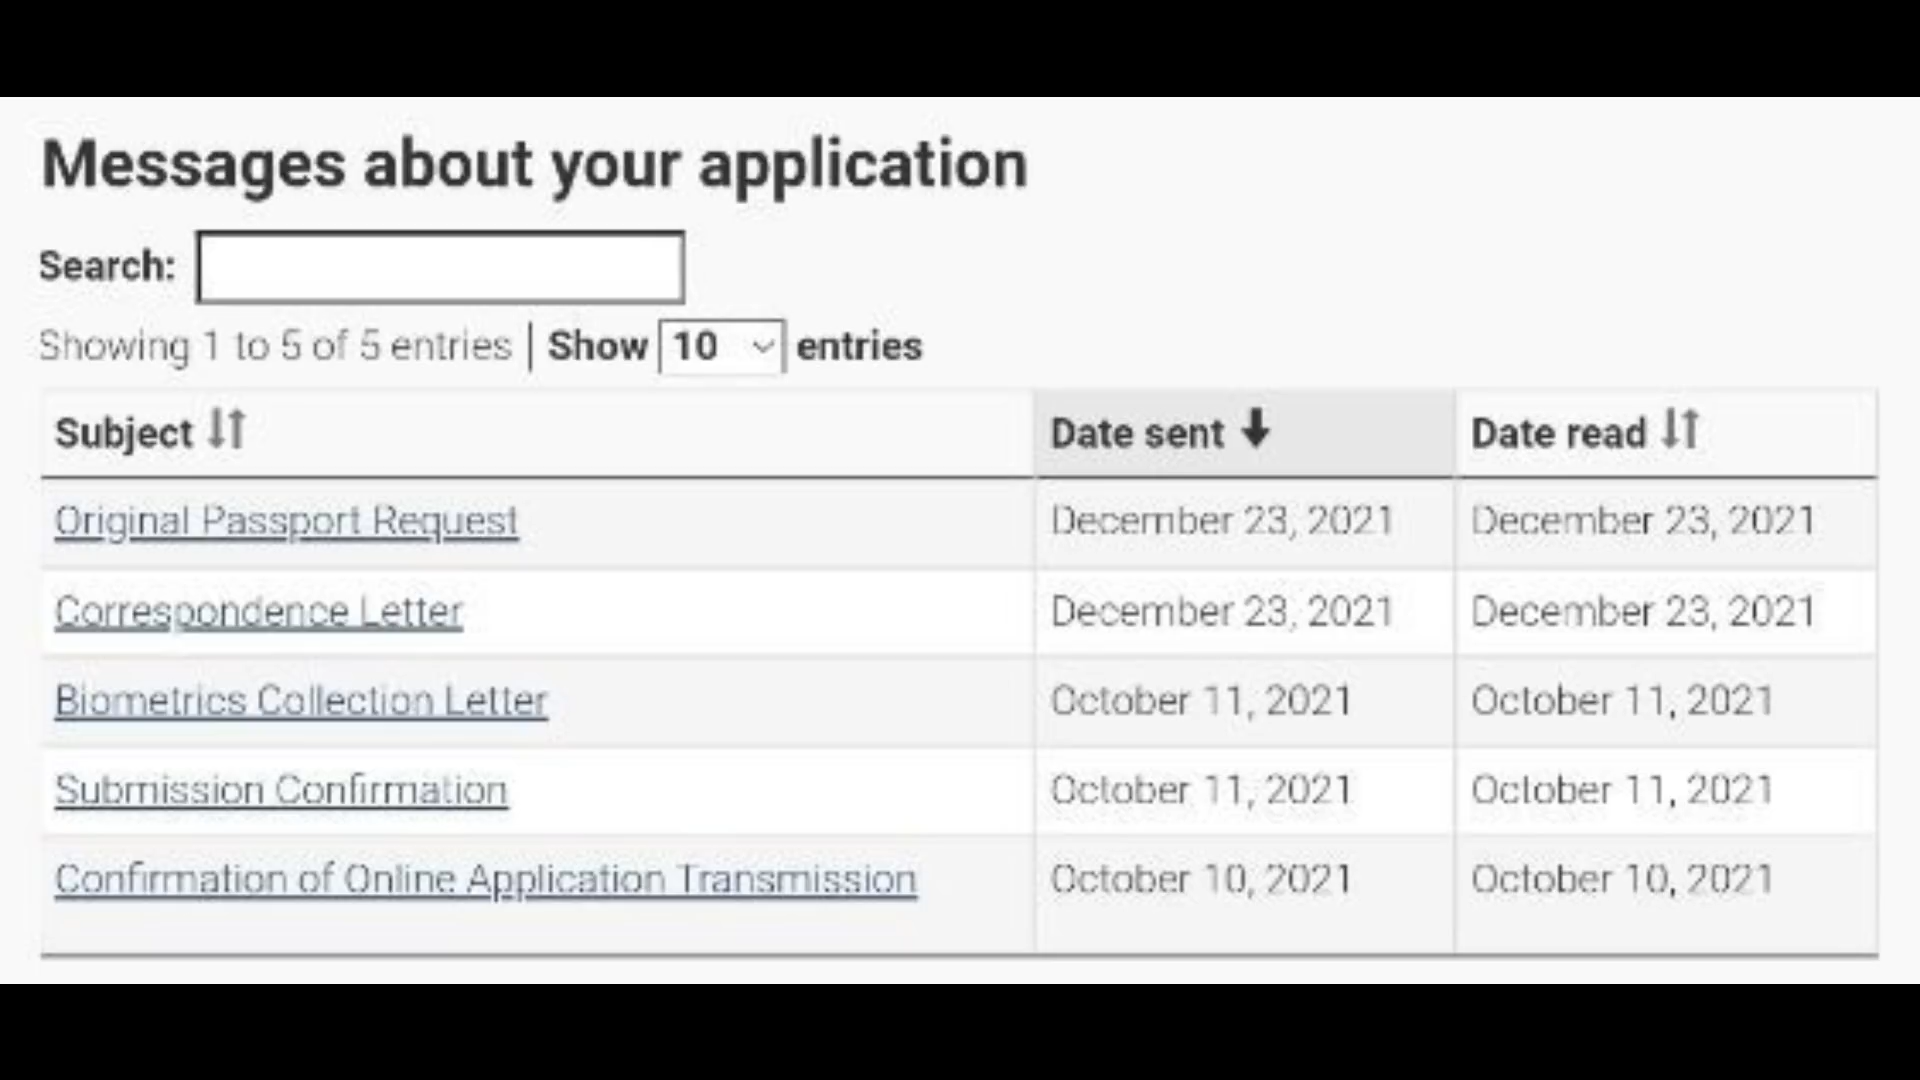 Messages about your application
Search:
Showing 1 to 5 of 5 entries | Show 10 entries
Subject Date sent Date read
Original Passport Request December 23, 2021 December 23, 2021
Correspondence Letter December 23, 2021 December 23, 2021
Biometrics Collection Letter October 11, 2021 October 11, 2021
Submission Confirmation October 11, 2021 October 11, 2021
Confirmation of Online Application Transmission October 10, 2021 October 10, 2021